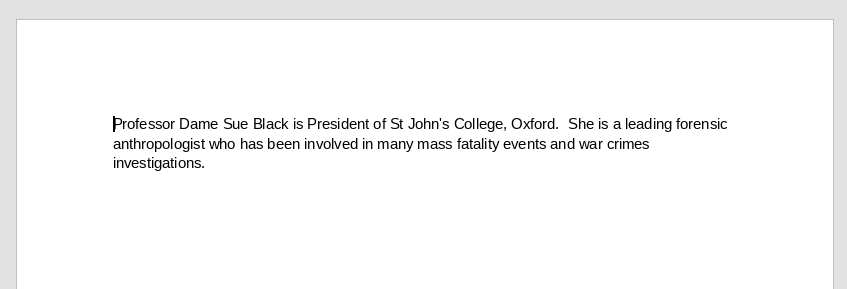 Professor Dame Sue Black is President of St John's College, Oxford.  She is a leading forensic
anthropologist who has been involved in many mass fatality events and war crimes
investigations.